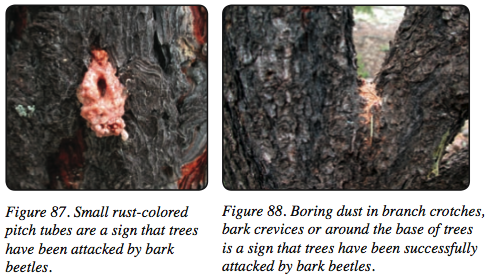 Figure 87. Small rust-colored
pitch tubes are a sign that trees
have been attacked by bark
beetles.
Figure 88. Boring dust in branch crotches,
bark crevices or around the base of trees
is a sign that trees have been successfully
attacked by bark beetles.